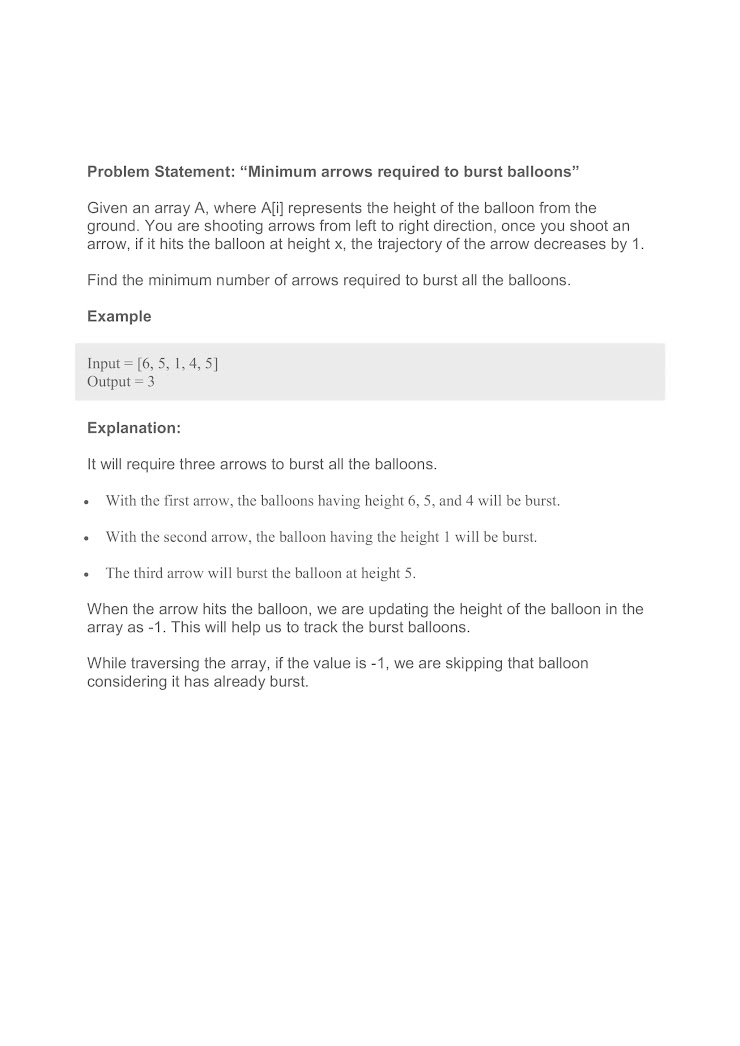 Problem Statement: “Minimum arrows required to burst balloons”
Given an array A, where A[i] represents the height of the balloon from the
ground. You are shooting arrows from left to right direction, once you shoot an
arrow, if it hits the balloon at height x, the trajectory of the arrow decreases by 1.
Find the minimum number of arrows required to burst all the balloons.
Example
Input = [6, 5, 1, 4, 5]
Output = 3
Explanation:
It will require three arrows to burst all the balloons.
• With the first arrow, the balloons having height 6, 5, and 4 will be burst.
• With the second arrow, the balloon having the height 1 will be burst.
• The third arrow will burst the balloon at height 5.
When the arrow hits the balloon, we are updating the height of the balloon in the
array as -1. This will help us to track the burst balloons.
While traversing the array, if the value is -1, we are skipping that balloon
considering it has already burst.